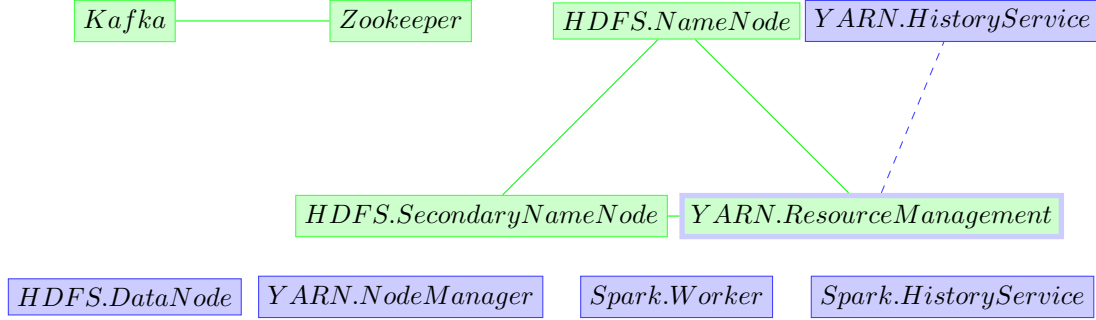 Kafka
Zookeeper
HDFS.NameNode
YARN.HistoryService
HDFS.SecondaryNameNode
YARN.ResourceManagement
HDFS.DataNode
YARN.NodeManager
Spark.Worker
Spark.HistoryService